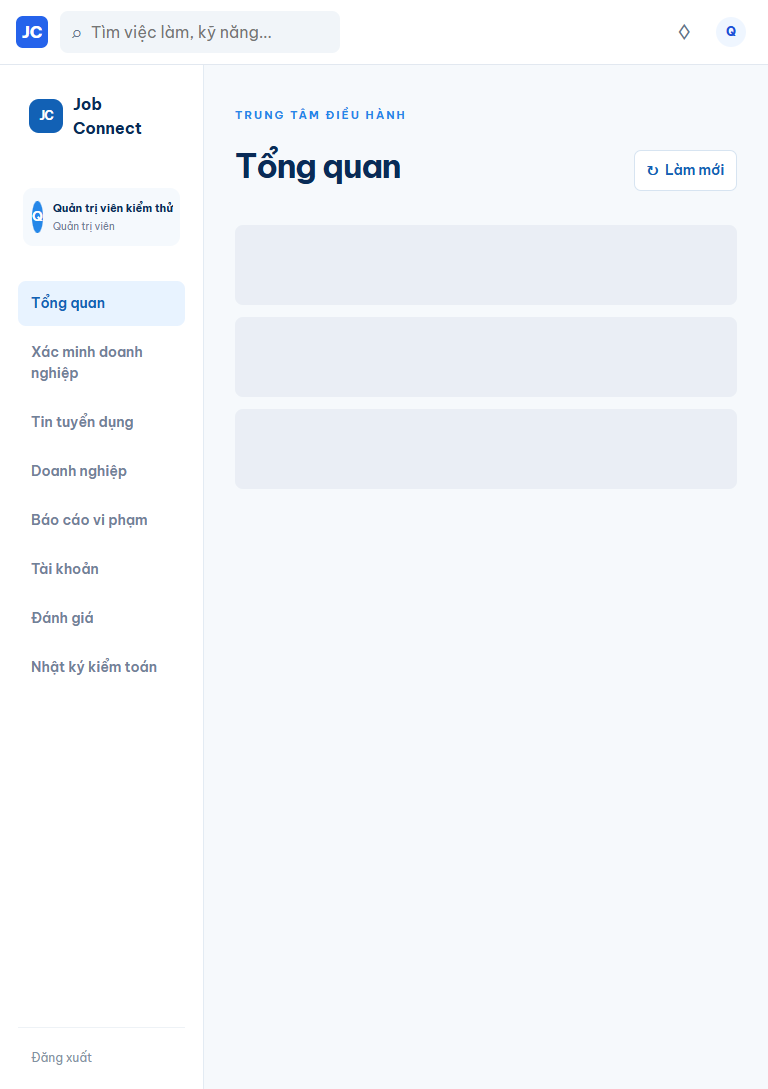 JC
Tìm việc làm, kỹ năng...
Q
JC
Job
Connect
Q
Quản trị viên kiểm thử
Quản trị viên
Tổng quan
Xác minh doanh
nghiệp
Tin tuyển dụng
Doanh nghiệp
Báo cáo vi phạm
Tài khoản
Đánh giá
Nhật ký kiểm toán
Đăng xuất
TRUNG TÂM ĐIỀU HÀNH
Tổng quan
↻ Làm mới